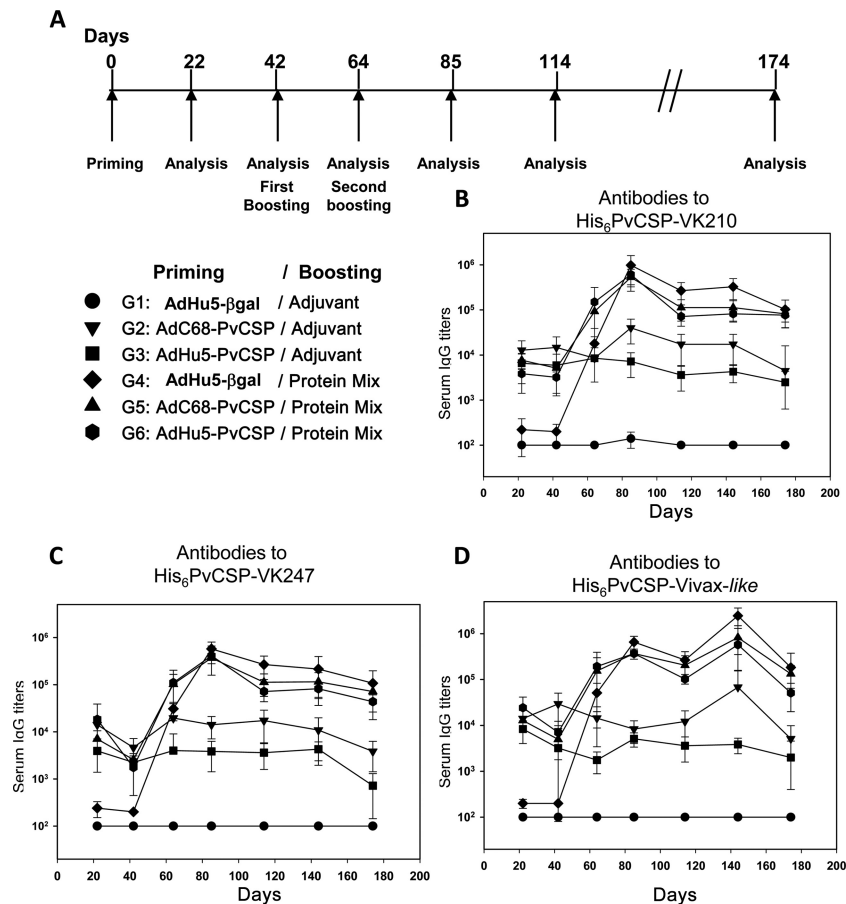 A
Days
0 22 42 64 85 114 174
Priming Analysis Analysis Analysis Analysis Analysis Analysis
First Second
Boosting boosting
Priming / Boosting
G1: AdHu5-βgal / Adjuvant
G2: AdC68-PvCSP / Adjuvant
G3: AdHu5-PvCSP / Adjuvant
G4: AdHu5-βgal / Protein Mix
G5: AdC68-PvCSP / Protein Mix
G6: AdHu5-PvCSP / Protein Mix
B
Antibodies to
His₆PvCSP-VK210
Serum IgG titers
10⁶
10⁵
10⁴
10³
10²
0 20 40 60 80 100 120 140 160 180 200
Days
C
Antibodies to
His₆PvCSP-VK247
Serum IgG titers
10⁶
10⁵
10⁴
10³
10²
0 20 40 60 80 100 120 140 160 180 200
Days
D
Antibodies to
His₆PvCSP-Vivax-like
Serum IgG titers
10⁶
10⁵
10⁴
10³
10²
0 20 40 60 80 100 120 140 160 180 200
Days